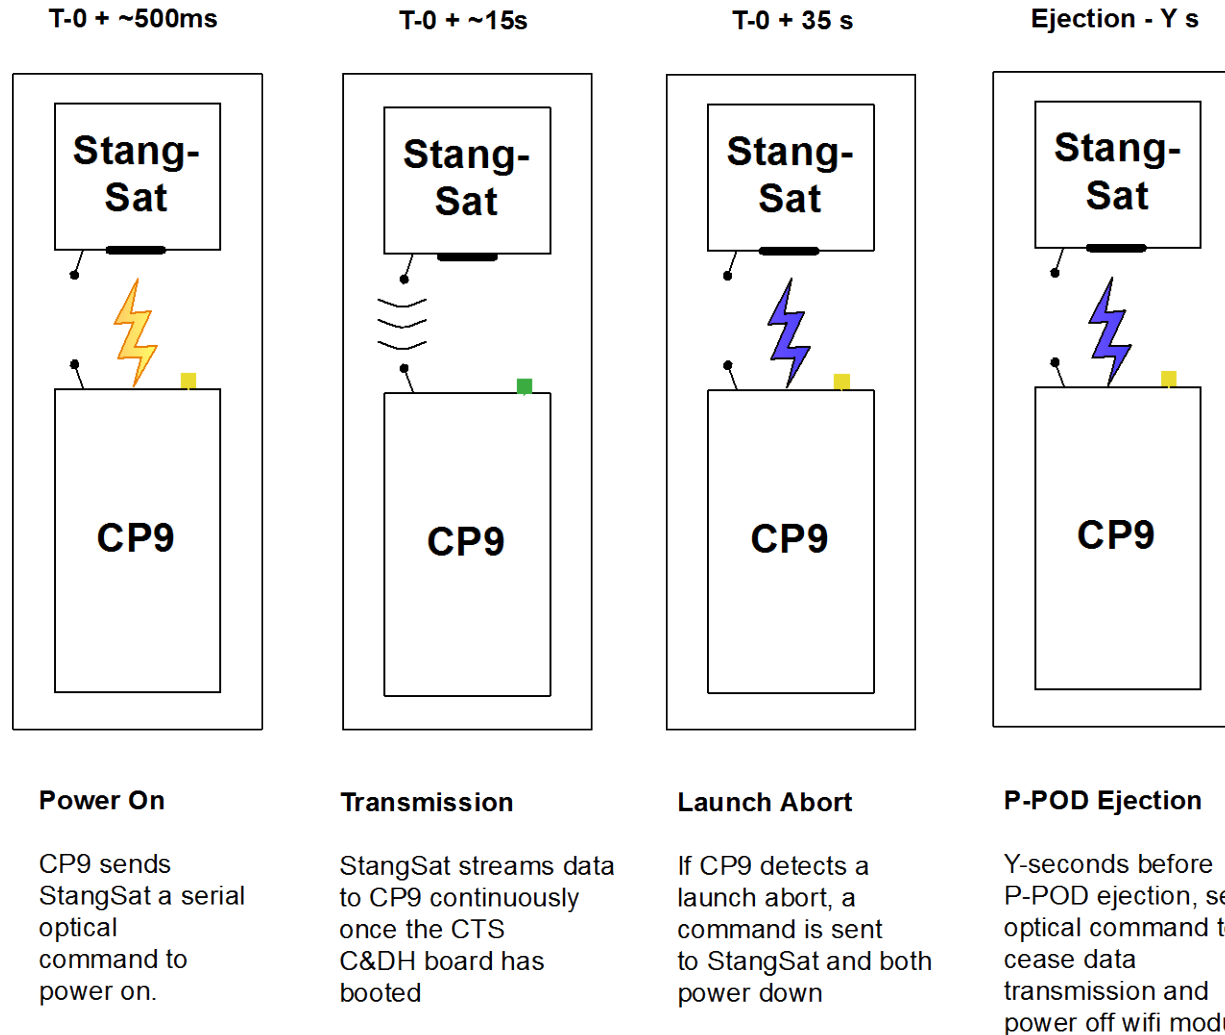 T-0 + ~500ms
T-0 + ~15s
T-0 + 35 s
Ejection - Y s
Stang-
Sat
CP9
Stang-
Sat
CP9
Stang-
Sat
CP9
Stang-
Sat
CP9
Power On
CP9 sends
StangSat a serial
optical
command to
power on.
Transmission
StangSat streams data
to CP9 continuously
once the CTS
C&DH board has
booted
Launch Abort
If CP9 detects a
launch abort, a
command is sent
to StangSat and both
power down
P-POD Ejection
Y-seconds before
P-POD ejection,
optical command
cease data
transmission and
power off wifi